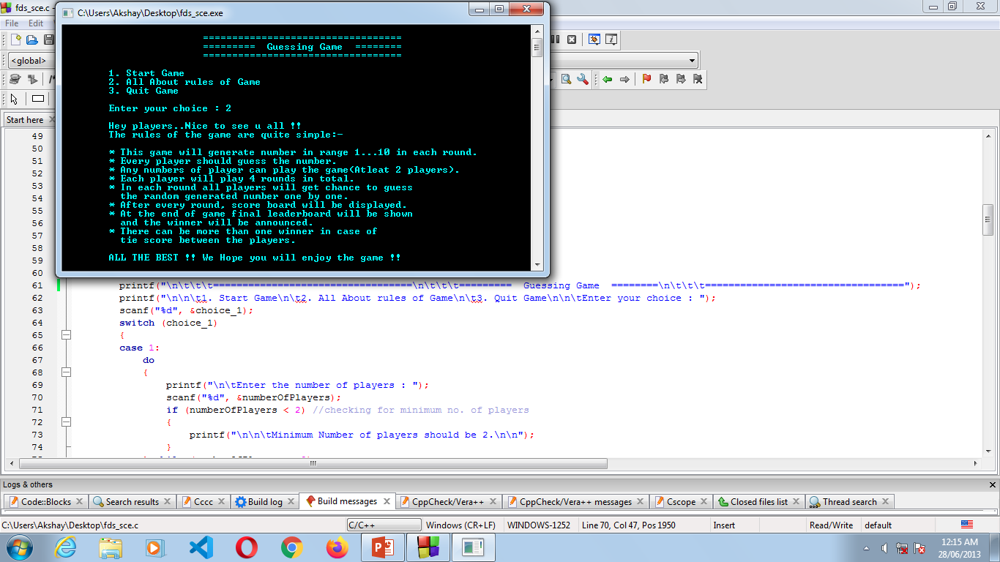 fds_sce.c -
File Edit
C:\Users\Akshay\Desktop\fds_sce.exe
==================================
========= Guessing Game ========
==================================
1. Start Game
2. All About rules of Game
3. Quit Game
Enter your choice : 2
Hey players..Nice to see u all !!
The rules of the game are quite simple:-
* This game will generate number in range 1...10 in each round.
* Every player should guess the number.
* Any numbers of player can play the game(Atleat 2 players).
* Each player will play 4 rounds in total.
* In each round all players will get chance to guess
the random generated number one by one.
* After every round, score board will be displayed.
* At the end of game final leaderboard will be shown
and the winner will be announced.
* There can be more than one winner in case of
tie score between the players.
ALL THE BEST !! We Hope you will enjoy the game !!
<global>
Start here
49
50
51
52
53
54
55
56
57
58
59
60
61 printf("\n\t\t\t==================================\n\t\t\t========= Guessing Game ========\n\t\t\t==================================");
62 printf("\n\n\t1. Start Game\n\t2. All About rules of Game\n\t3. Quit Game\n\n\tEnter your choice : ");
63 scanf("%d", &choice_1);
64 switch (choice_1)
65 {
66 case 1:
67 do
68 {
69 printf("\n\tEnter the number of players : ");
70 scanf("%d", &numberOfPlayers);
71 if (numberOfPlayers < 2) //checking for minimum no. of players
72 {
73 printf("\n\n\tMinimum Number of players should be 2.\n\n");
74 }
Logs & others
Code::Blocks Search results Cccc Build log Build messages CppCheck/Vera++ CppCheck/Vera++ messages Cscope Closed files list Thread search
C:\Users\Akshay\Desktop\fds_sce.c C/C++ Windows (CR+LF) WINDOWS-1252 Line 70, Col 47, Pos 1950 Insert Read/Write default
12:15 AM
28/06/2013